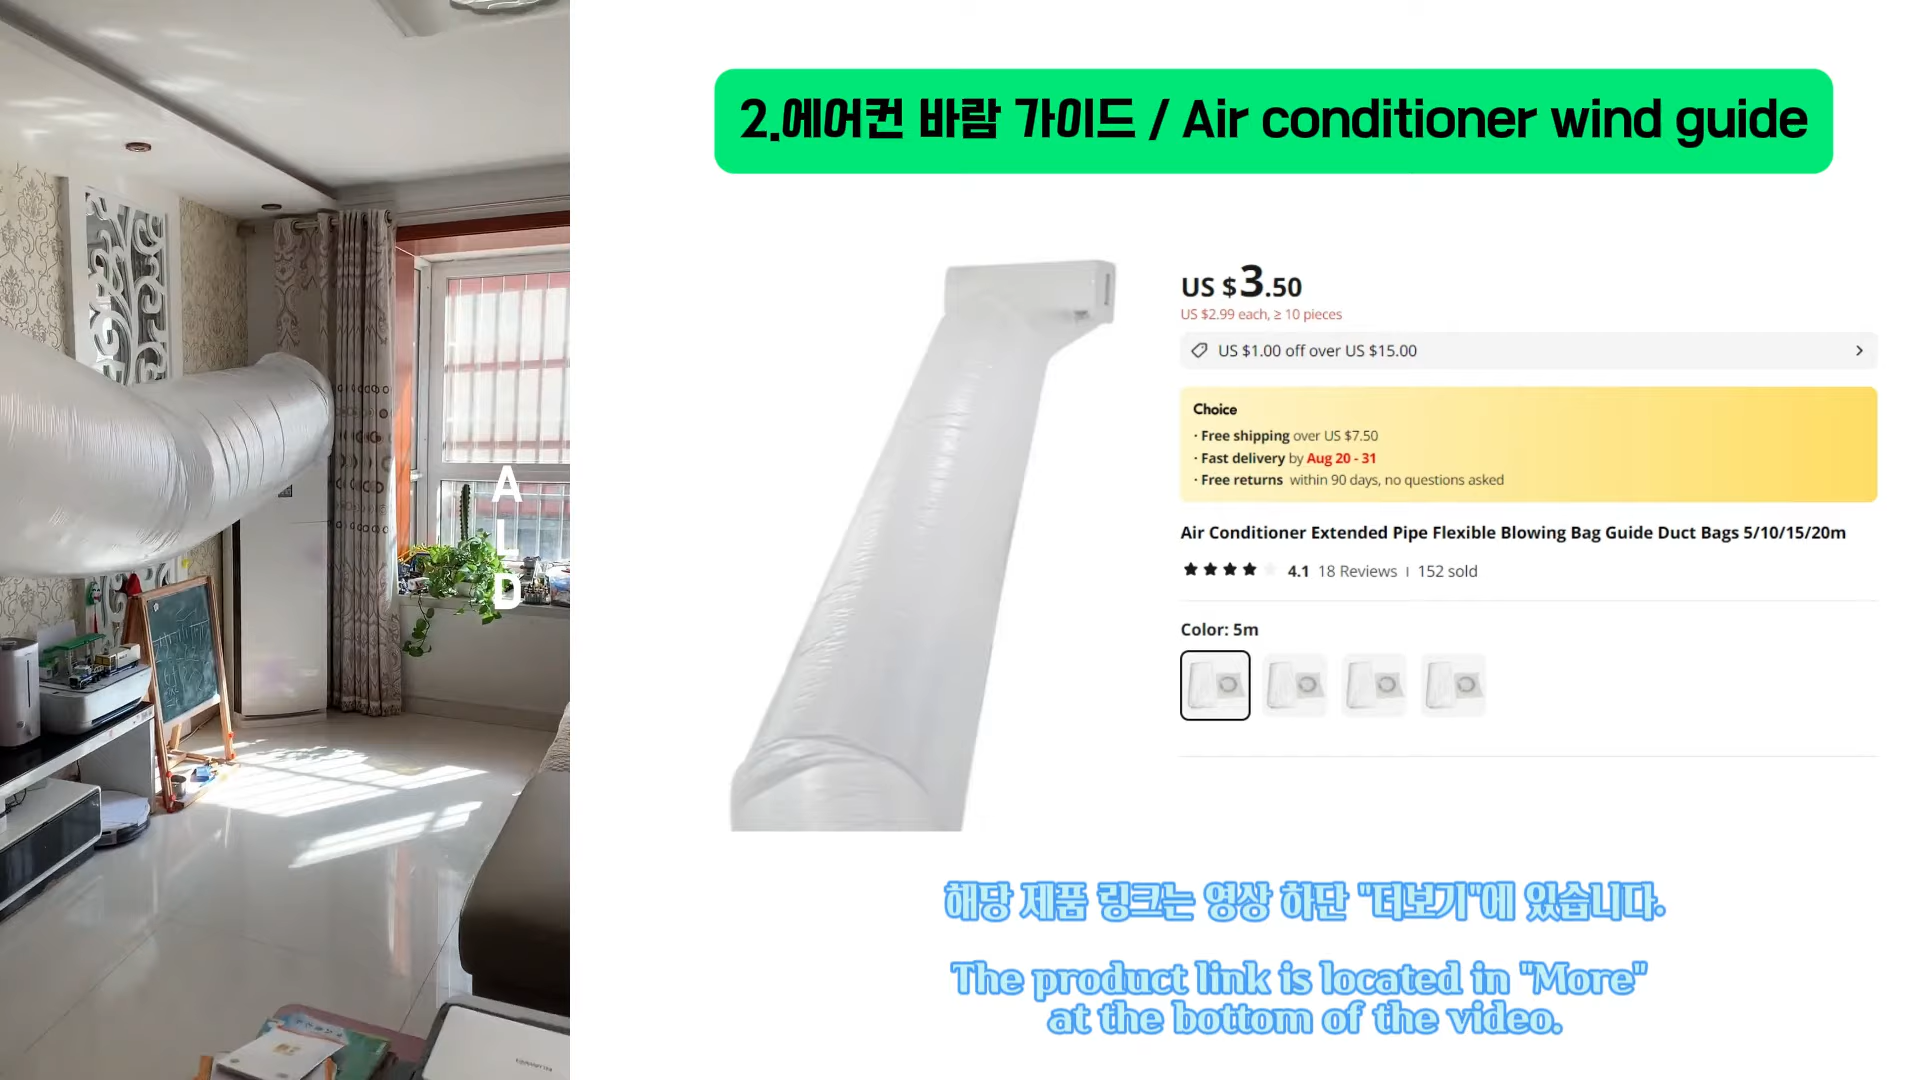 2.에어컨 바람 가이드 / Air conditioner wind guide
US $3.50
US $2.99 each, ≥ 10 pieces
US $1.00 off over US $15.00
Choice
· Free shipping over US $7.50
· Fast delivery by Aug 20 - 31
· Free returns within 90 days, no questions asked
Air Conditioner Extended Pipe Flexible Blowing Bag Guide Duct Bags 5/10/15/20m
4.1 18 Reviews | 152 sold
Color: 5m
A
L
D
해당 제품 링크는 영상 하단 "더보기"에 있습니다.
The product link is located in "More"
at the bottom of the video.